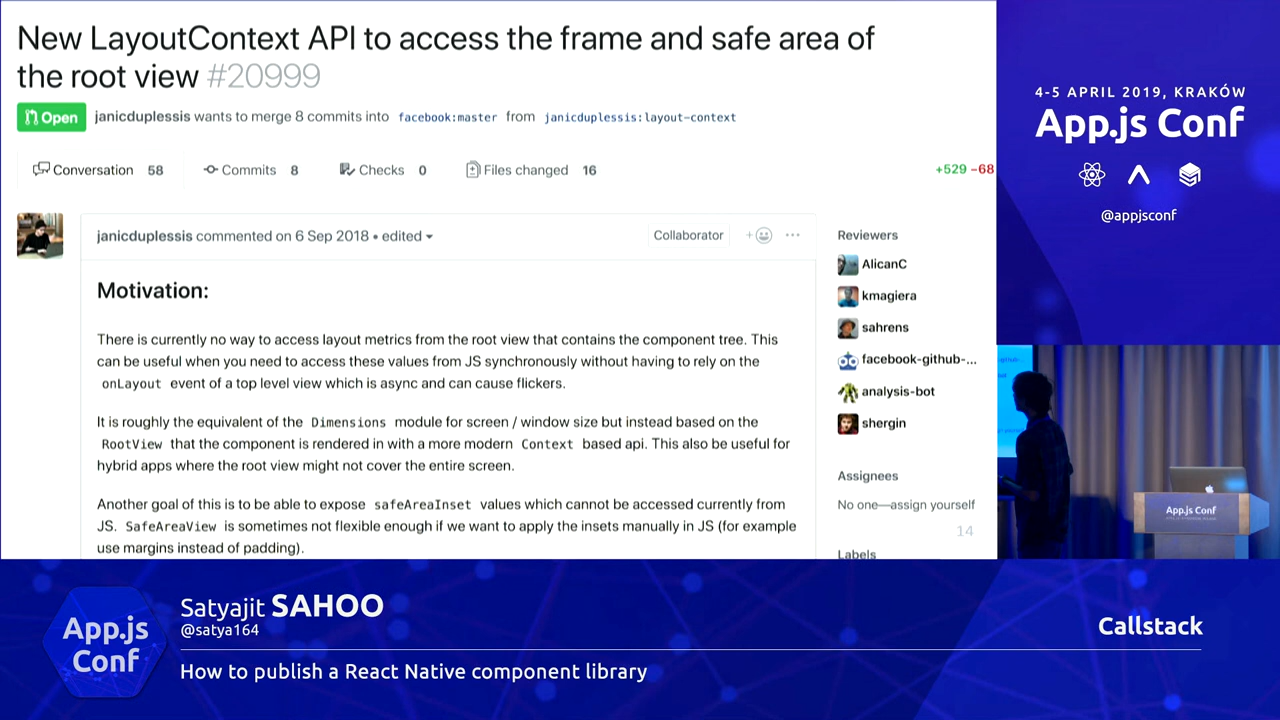 New LayoutContext API to access the frame and safe area of
the root view #20999
Open janicduplessis wants to merge 8 commits into facebook:master from janicduplessis:layout-context
Conversation 58 Commits 8 Checks 0 Files changed 16 +529 −68
janicduplessis commented on 6 Sep 2018 • edited Collaborator
Motivation:
There is currently no way to access layout metrics from the root view that contains the component tree. This
can be useful when you need to access these values from JS synchronously without having to rely on the
onLayout event of a top level view which is async and can cause flickers.
It is roughly the equivalent of the Dimensions module for screen / window size but instead based on the
RootView that the component is rendered in with a more modern Context based api. This also be useful for
hybrid apps where the root view might not cover the entire screen.
Another goal of this is to be able to expose safeAreaInset values which cannot be accessed currently from
JS. SafeAreaView is sometimes not flexible enough if we want to apply the insets manually in JS (for example
use margins instead of padding).
Reviewers
AlicanC
kmagiera
sahrens
facebook-github-...
analysis-bot
shergin
Assignees
No one—assign yourself
14
Labels
4-5 APRIL 2019, KRAKÓW
App.js Conf
@appjsconf
App.js Conf
App.js
Conf
Satyajit SAHOO
@satya164
How to publish a React Native component library
Callstack